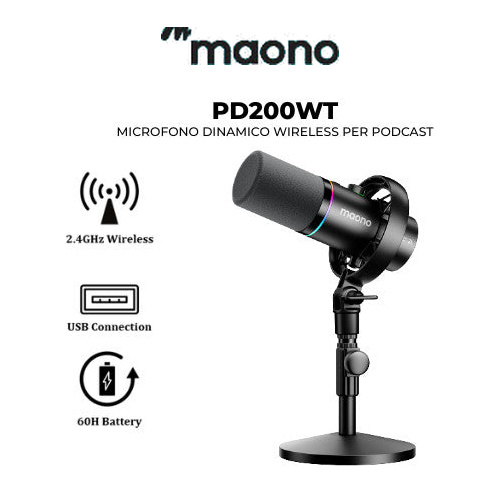 maono
PD200WT
MICROFONO DINAMICO WIRELESS PER PODCAST
maono
2.4GHz Wireless
USB Connection
60H Battery